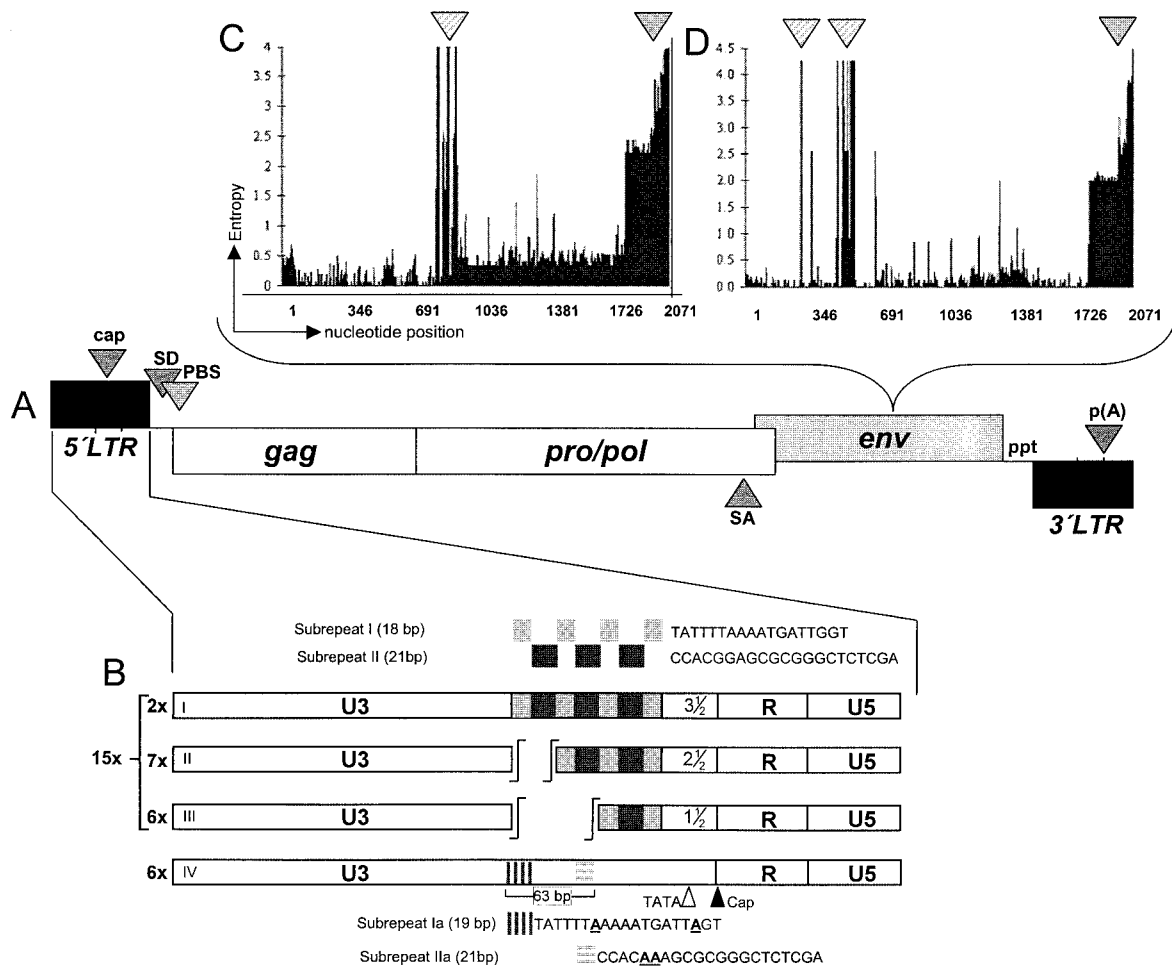 C
D
4
3.5
3
2.5
2
1.5
1
0.5
0
4.5
4.0
3.5
3.0
2.5
2.0
1.5
1.0
0.5
0.0
Entropy
1 346 691 1036 1381 1726 2071
1 346 691 1036 1381 1726 2071
nucleotide position
cap
SD
PBS
A
5´LTR
gag
pro/pol
env
ppt
p(A)
SA
3´LTR
Subrepeat I (18 bp) TATTTTAAAATGATTGGT
Subrepeat II (21bp) CCACGGAGCGCGGGCTCTCGA
B
2x I U3 3½ R U5
15x
7x II U3 2½ R U5
6x III U3 1½ R U5
6x IV U3 R U5
63 bp
TATA
Cap
Subrepeat Ia (19 bp) TATTTTAAAAATGATTAGT
Subrepeat IIa (21bp) CCACAAAGCGCGGGCTCTCGA